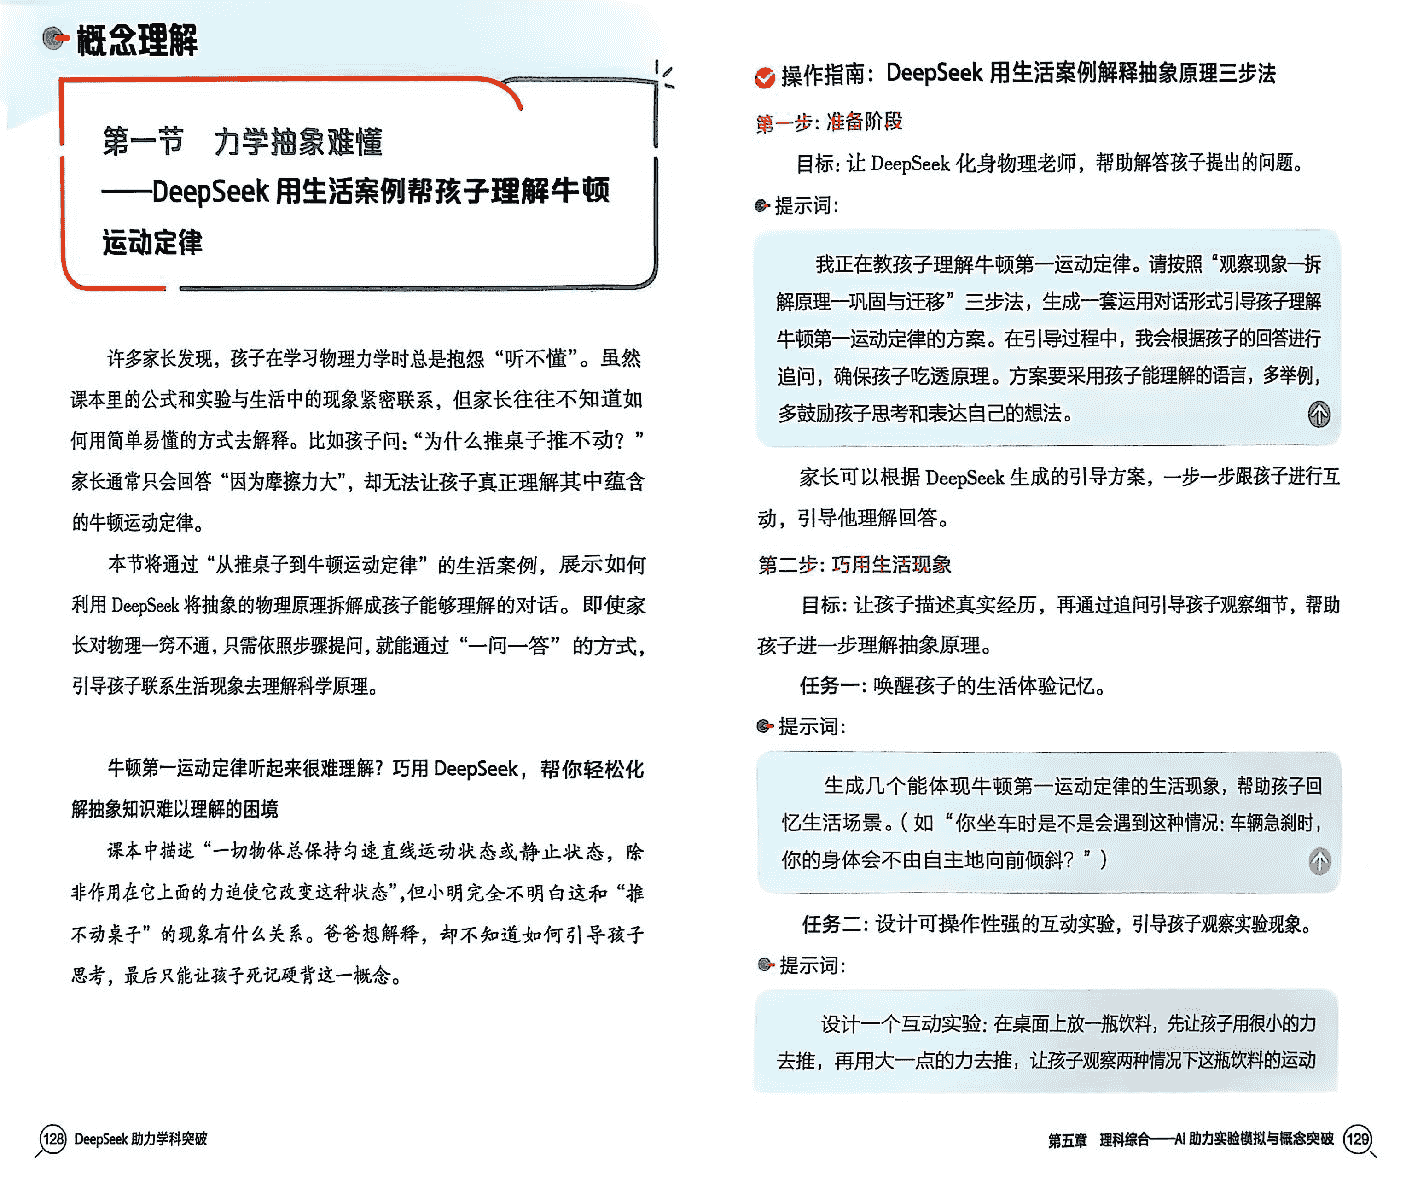 概念理解
第一节　力学抽象难懂
——DeepSeek 用生活案例帮孩子理解牛顿
运动定律
许多家长发现，孩子在学习物理力学时总是抱怨“听不懂”。虽然
课本里的公式和实验与生活中的现象紧密联系，但家长往往不知道如
何用简单易懂的方式去解释。比如孩子问：“为什么推桌子推不动？”
家长通常只会回答“因为摩擦力大”，却无法让孩子真正理解其中蕴含
的牛顿运动定律。
本节将通过“从推桌子到牛顿运动定律”的生活案例，展示如何
利用 DeepSeek 将抽象的物理原理拆解成孩子能够理解的对话。即使家
长对物理一窍不通，只需依照步骤提问，就能通过“一问一答”的方式，
引导孩子联系生活现象去理解科学原理。
牛顿第一运动定律听起来很难理解？巧用 DeepSeek，帮你轻松化
解抽象知识难以理解的困境
课本中描述“一切物体总保持匀速直线运动状态或静止状态，除
非作用在它上面的力迫使它改变这种状态”，但小明完全不明白这和“推
不动桌子”的现象有什么关系。爸爸想解释，却不知道如何引导孩子
思考，最后只能让孩子死记硬背这一概念。
128 DeepSeek 助力学科突破
操作指南：DeepSeek 用生活案例解释抽象原理三步法
第一步：准备阶段
目标：让 DeepSeek 化身物理老师，帮助解答孩子提出的问题。
提示词：
我正在教孩子理解牛顿第一运动定律。请按照“观察现象—拆
解原理—巩固与迁移”三步法，生成一套运用对话形式引导孩子理解
牛顿第一运动定律的方案。在引导过程中，我会根据孩子的回答进行
追问，确保孩子吃透原理。方案要采用孩子能理解的语言，多举例，
多鼓励孩子思考和表达自己的想法。
家长可以根据 DeepSeek 生成的引导方案，一步一步跟孩子进行互
动，引导他理解回答。
第二步：巧用生活现象
目标：让孩子描述真实经历，再通过追问引导孩子观察细节，帮助
孩子进一步理解抽象原理。
任务一：唤醒孩子的生活体验记忆。
提示词：
生成几个能体现牛顿第一运动定律的生活现象，帮助孩子回
忆生活场景。（如“你坐车时是不是会遇到这种情况：车辆急刹时，
你的身体会不由自主地向前倾斜？”）
任务二：设计可操作性强的互动实验，引导孩子观察实验现象。
提示词：
设计一个互动实验：在桌面上放一瓶饮料，先让孩子用很小的力
去推，再用大一点的力去推，让孩子观察两种情况下这瓶饮料的运动
第五章　理科综合——AI 助力实验模拟与概念突破 129